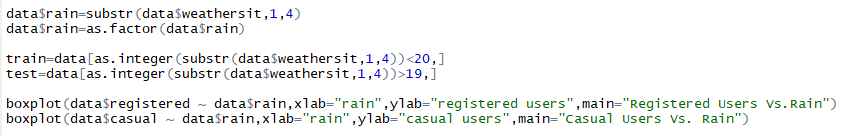 data$rain=substr(data$weathersit,1,4)
data$rain=as.factor(data$rain)
train=data[as.integer(substr(data$weathersit,1,4))<20,]
test=data[as.integer(substr(data$weathersit,1,4))>19,]
boxplot(data$registered ~ data$rain,xlab="rain",ylab="registered users",main="Registered Users Vs.Rain")
boxplot(data$casual ~ data$rain,xlab="rain",ylab="casual users",main="Casual Users Vs. Rain")